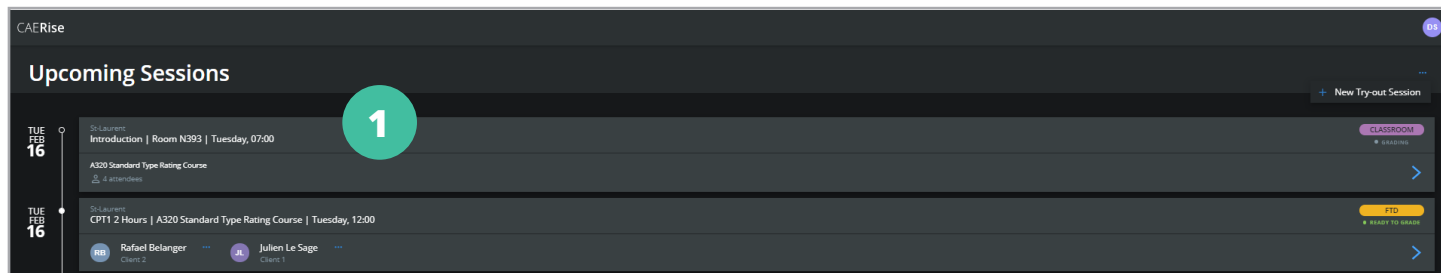 CAERise
DS
Upcoming Sessions
...
+ New Try-out Session
1
TUE
FEB
16
St-Laurent
Introduction | Room N393 | Tuesday, 07:00
CLASSROOM
GRADING
A320 Standard Type Rating Course
4 attendees
TUE
FEB
16
St-Laurent
CPT1 2 Hours | A320 Standard Type Rating Course | Tuesday, 12:00
FTD
READY TO GRADE
RB
Rafael Belanger ...
Client 2
JL
Julien Le Sage ...
Client 1